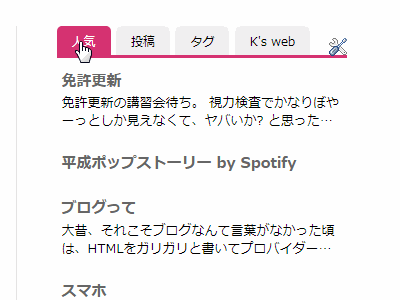 人気 投稿 タグ K's web
免許更新
免許更新の講習会待ち。 視力検査でかなりぼや
ーっとしか見えなくて、ヤバいか? と思った…
平成ポップストーリー by Spotify
ブログって
大昔、それこそブログなんて言葉がなかった頃
は、HTMLをガリガリと書いてプロバイダー…
スマホ